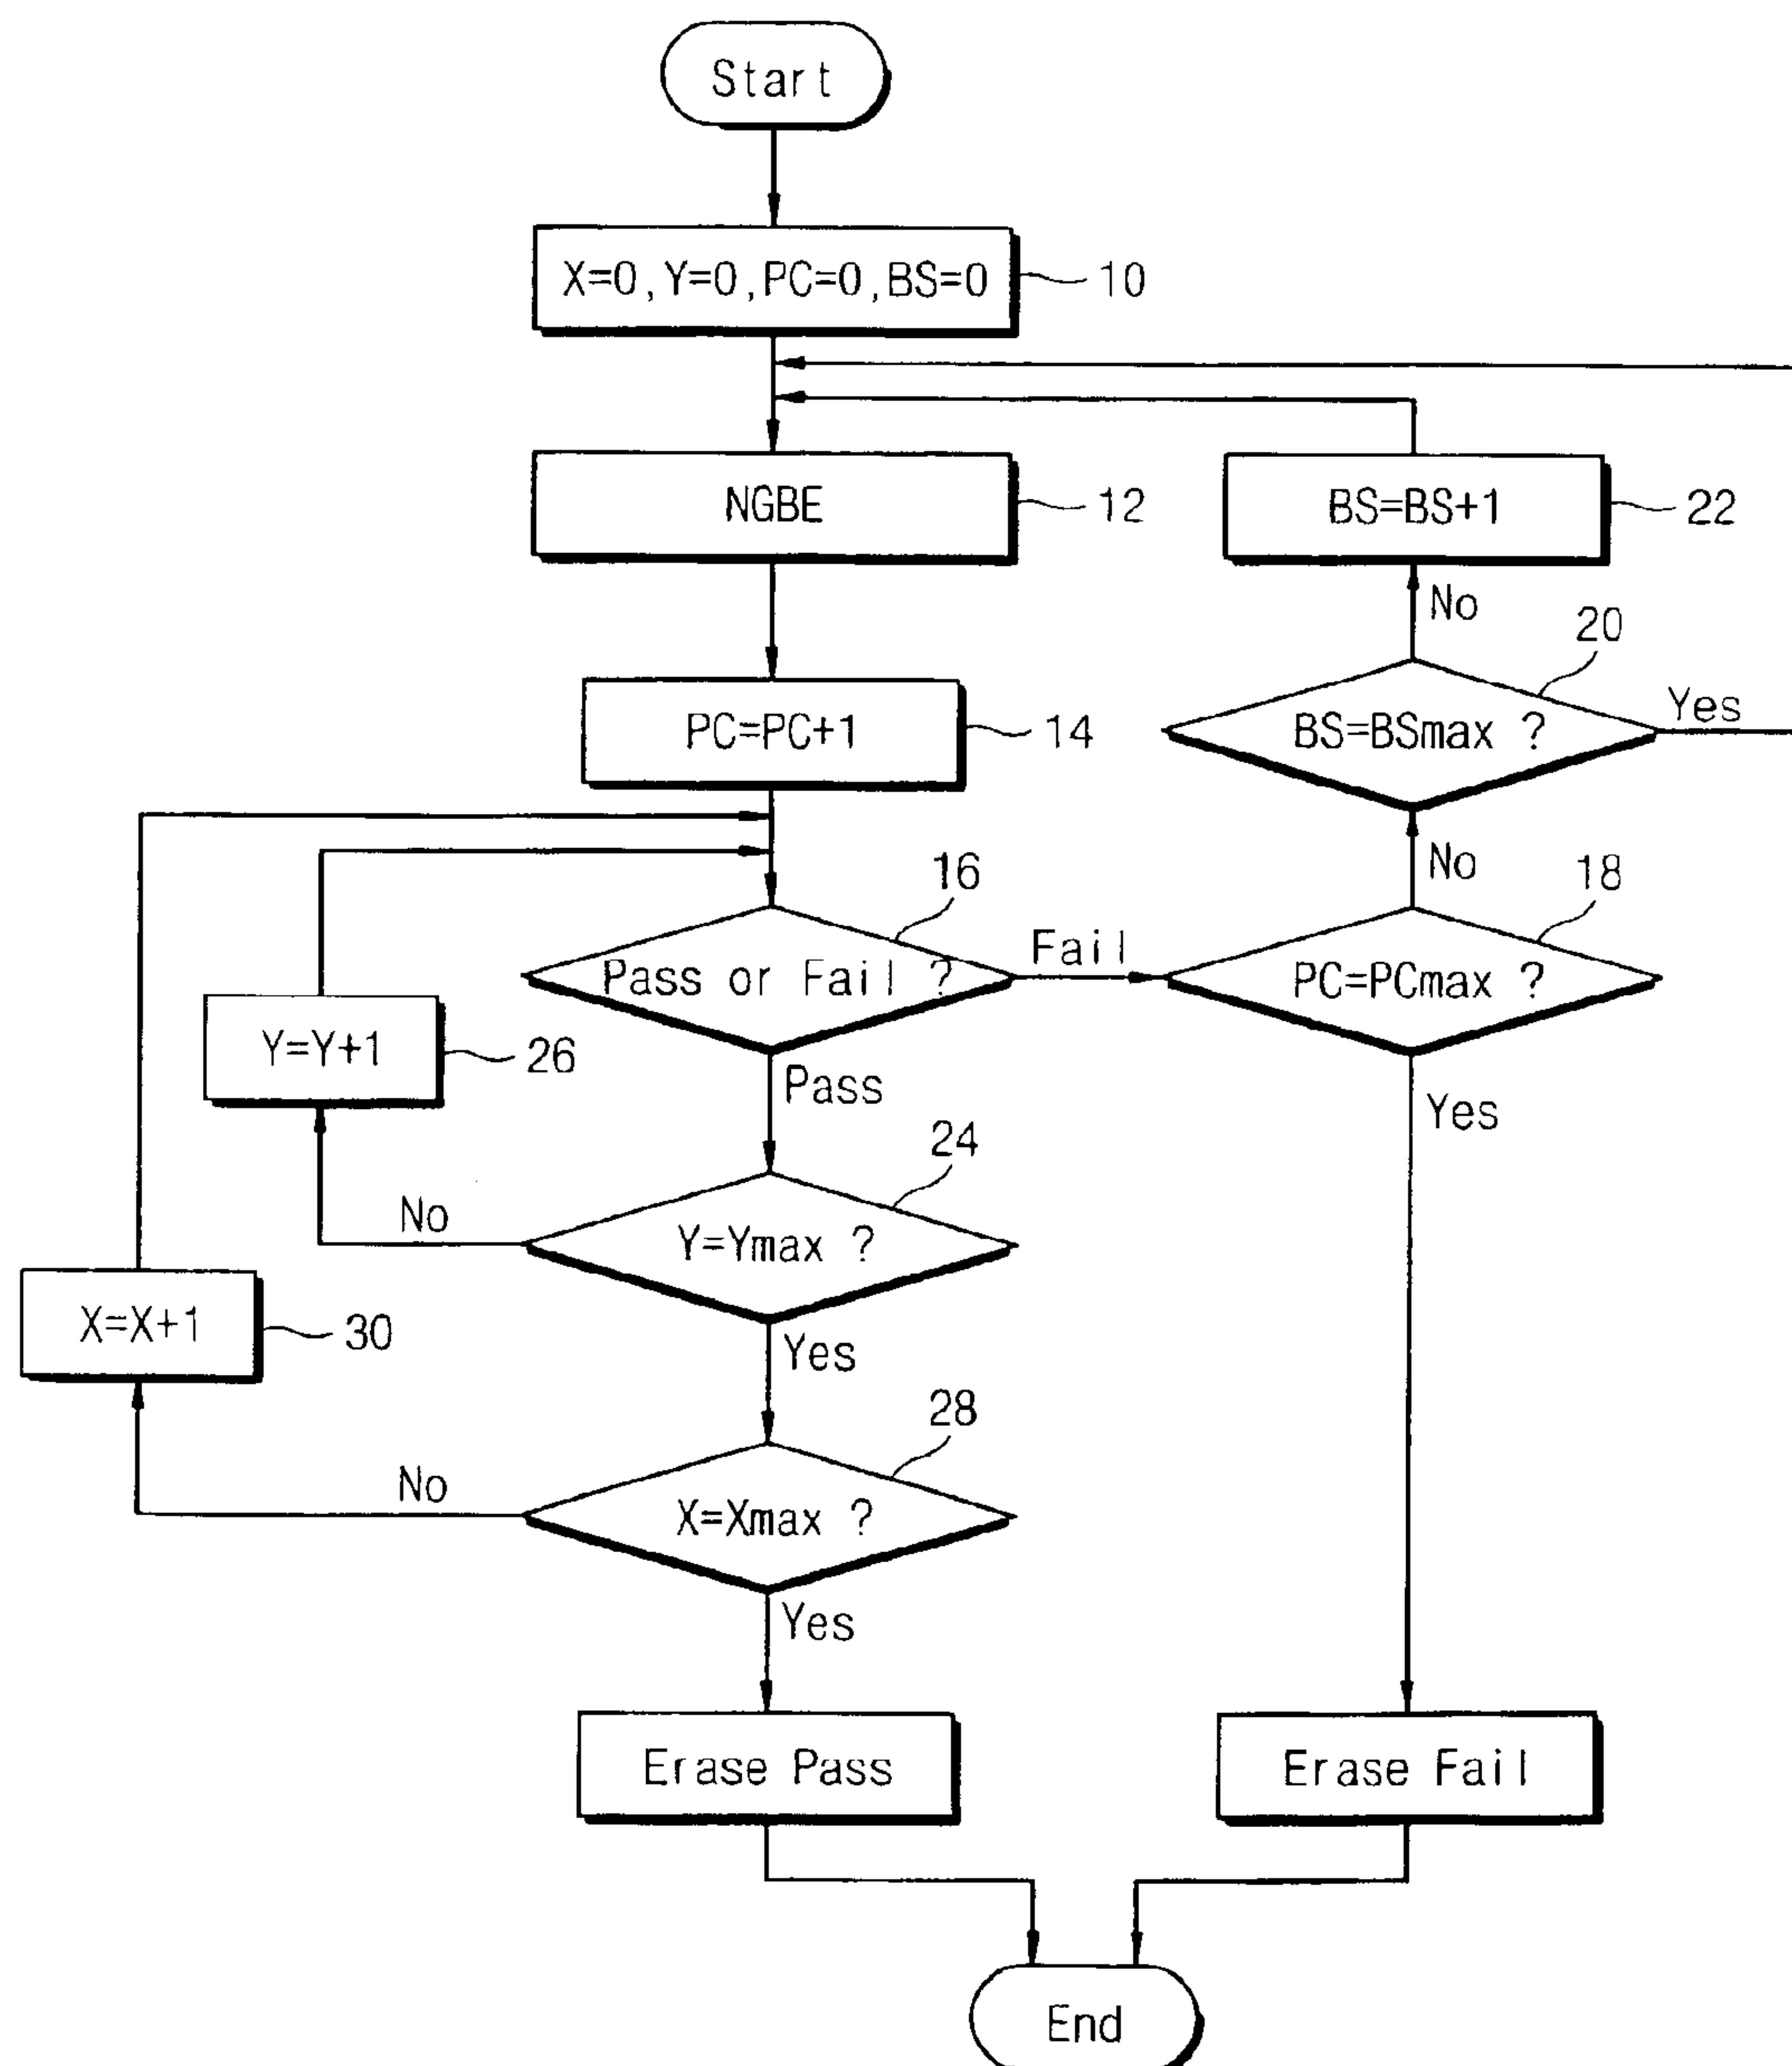 Start
X=0,Y=0,PC=0,BS=0
10
NGBE
12
BS=BS+1
22
No
20
PC=PC+1
14
BS=BSmax ?
Yes
No
16
18
Pass or Fail ?
Fail
PC=PCmax ?
Y=Y+1
26
Pass
Yes
24
No
Y=Ymax ?
X=X+1
30
Yes
28
No
X=Xmax ?
Yes
Erase Pass
Erase Fail
End